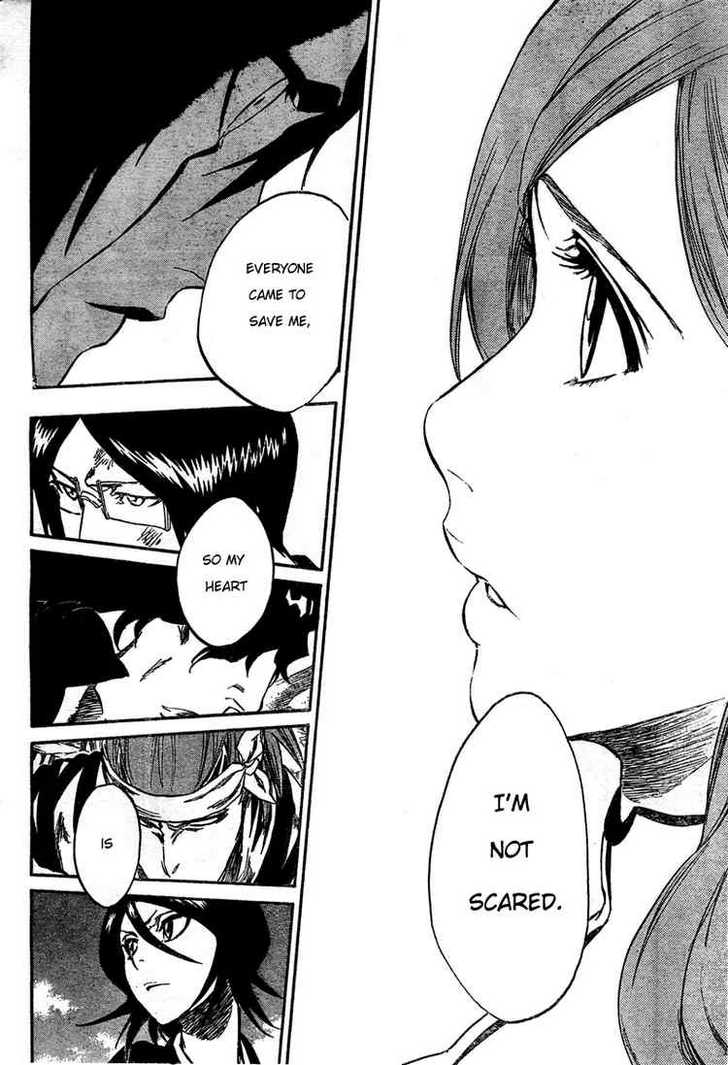 I'M
NOT
SCARED.
EVERYONE
CAME TO
SAVE ME,
SO MY
HEART
IS